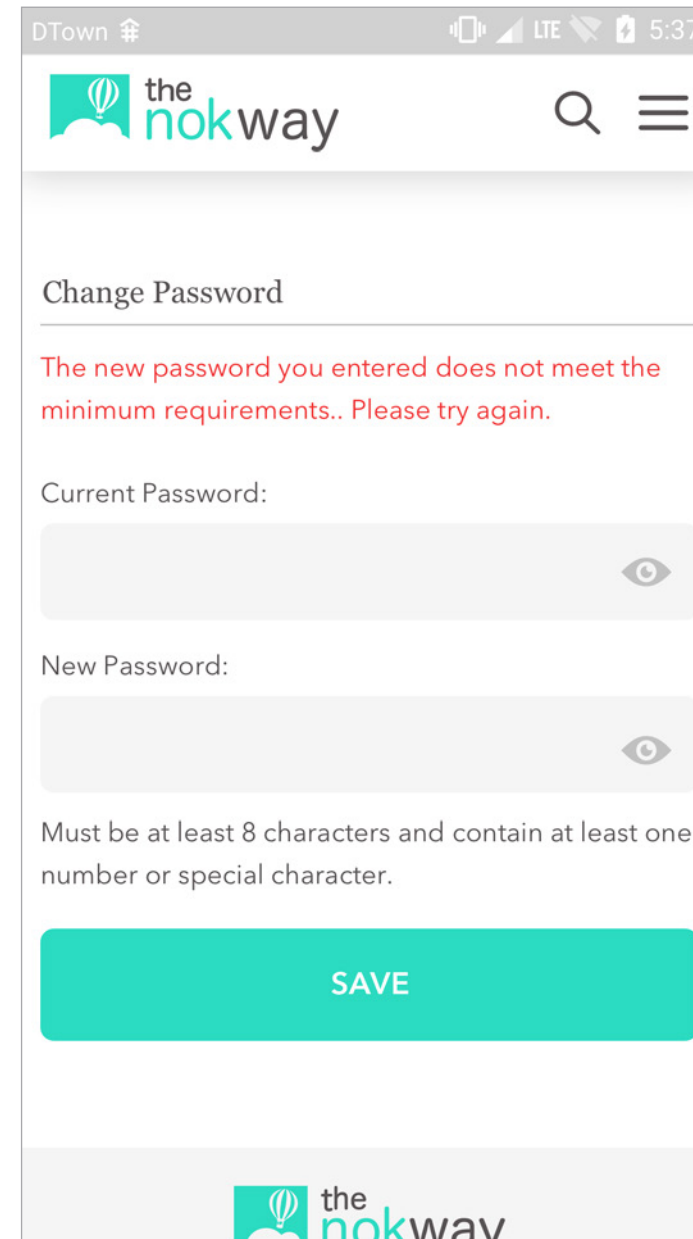 DTown 傘
LTE 5:37
the
nokway
Change Password
The new password you entered does not meet the
minimum requirements.. Please try again.
Current Password:
New Password:
Must be at least 8 characters and contain at least one
number or special character.
SAVE
the
nokway